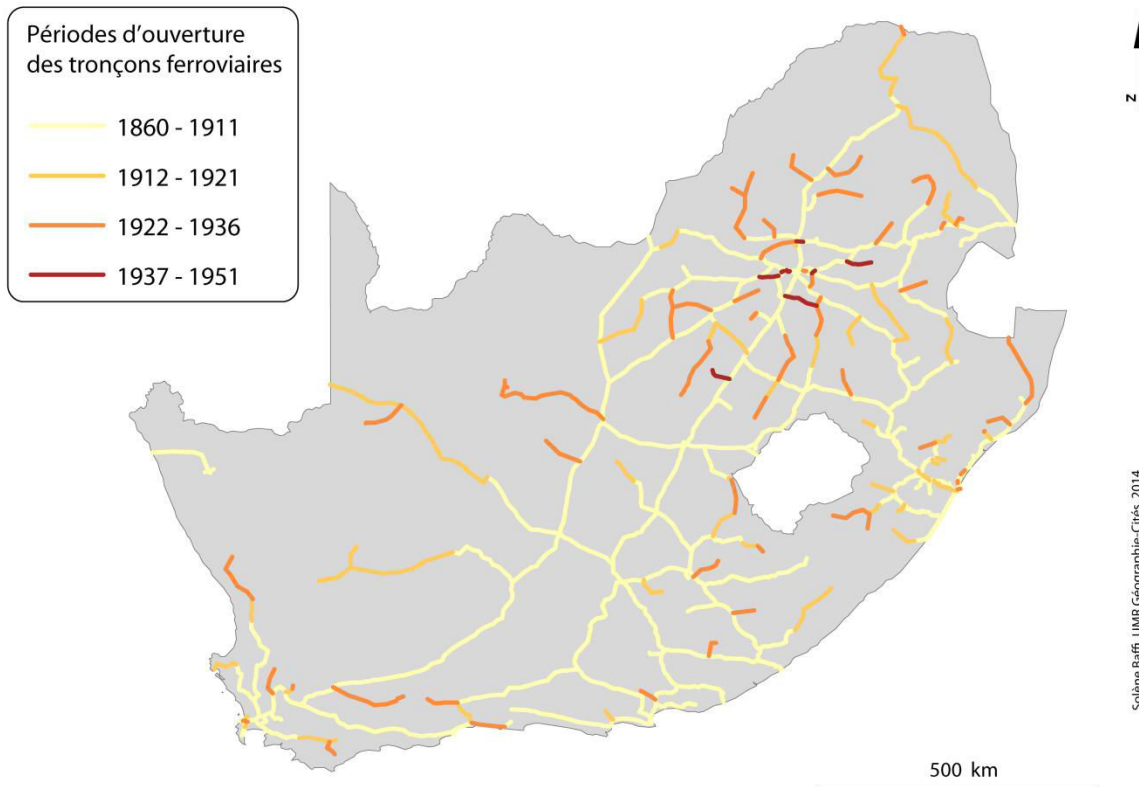 Périodes d'ouverture
des tronçons ferroviaires
1860 - 1911
1912 - 1921
1922 - 1936
1937 - 1951
N
Solène Baffi, UMR Géographie-Cités, 2014
500 km